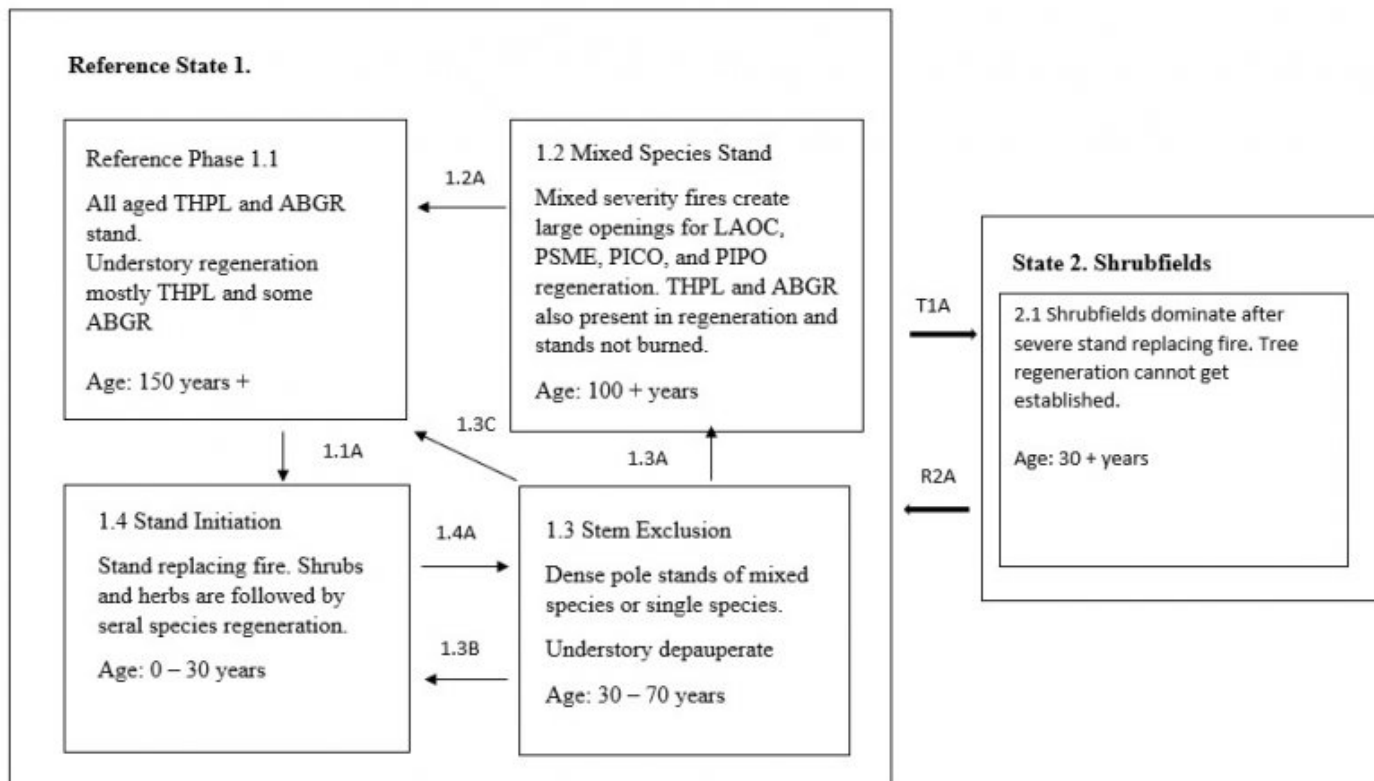 Reference State 1.
Reference Phase 1.1
All aged THPL and ABGR
stand.
Understory regeneration
mostly THPL and some
ABGR
Age: 150 years +
1.2A
1.2 Mixed Species Stand
Mixed severity fires create
large openings for LAOC,
PSME, PICO, and PIPO
regeneration. THPL and ABGR
also present in regeneration and
stands not burned.
Age: 100 + years
1.1A
1.3C
1.3A
1.4 Stand Initiation
Stand replacing fire. Shrubs
and herbs are followed by
seral species regeneration.
Age: 0 – 30 years
1.4A
1.3B
1.3 Stem Exclusion
Dense pole stands of mixed
species or single species.
Understory depauperate
Age: 30 – 70 years
T1A
R2A
State 2. Shrubfields
2.1 Shrubfields dominate after
severe stand replacing fire. Tree
regeneration cannot get
established.
Age: 30 + years